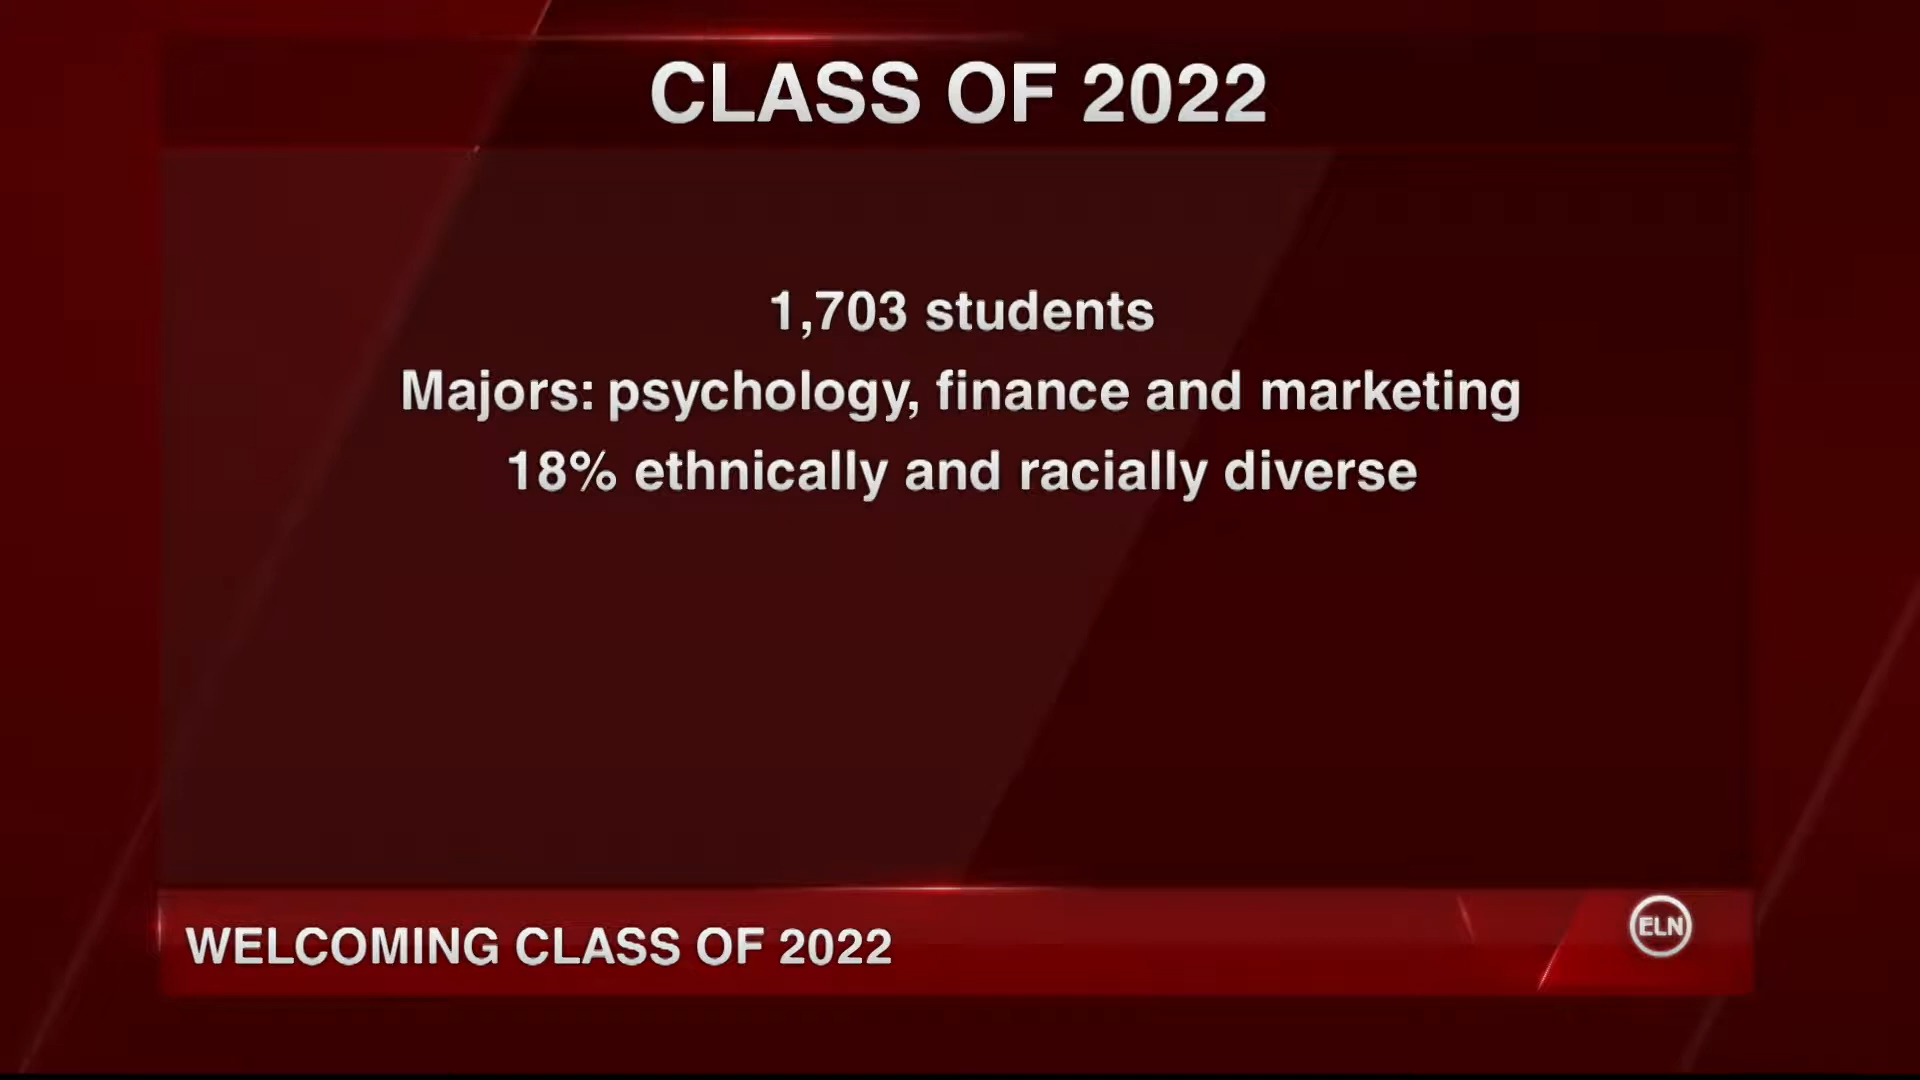 CLASS OF 2022
1,703 students
Majors: psychology, finance and marketing
18% ethnically and racially diverse
WELCOMING CLASS OF 2022
ELN